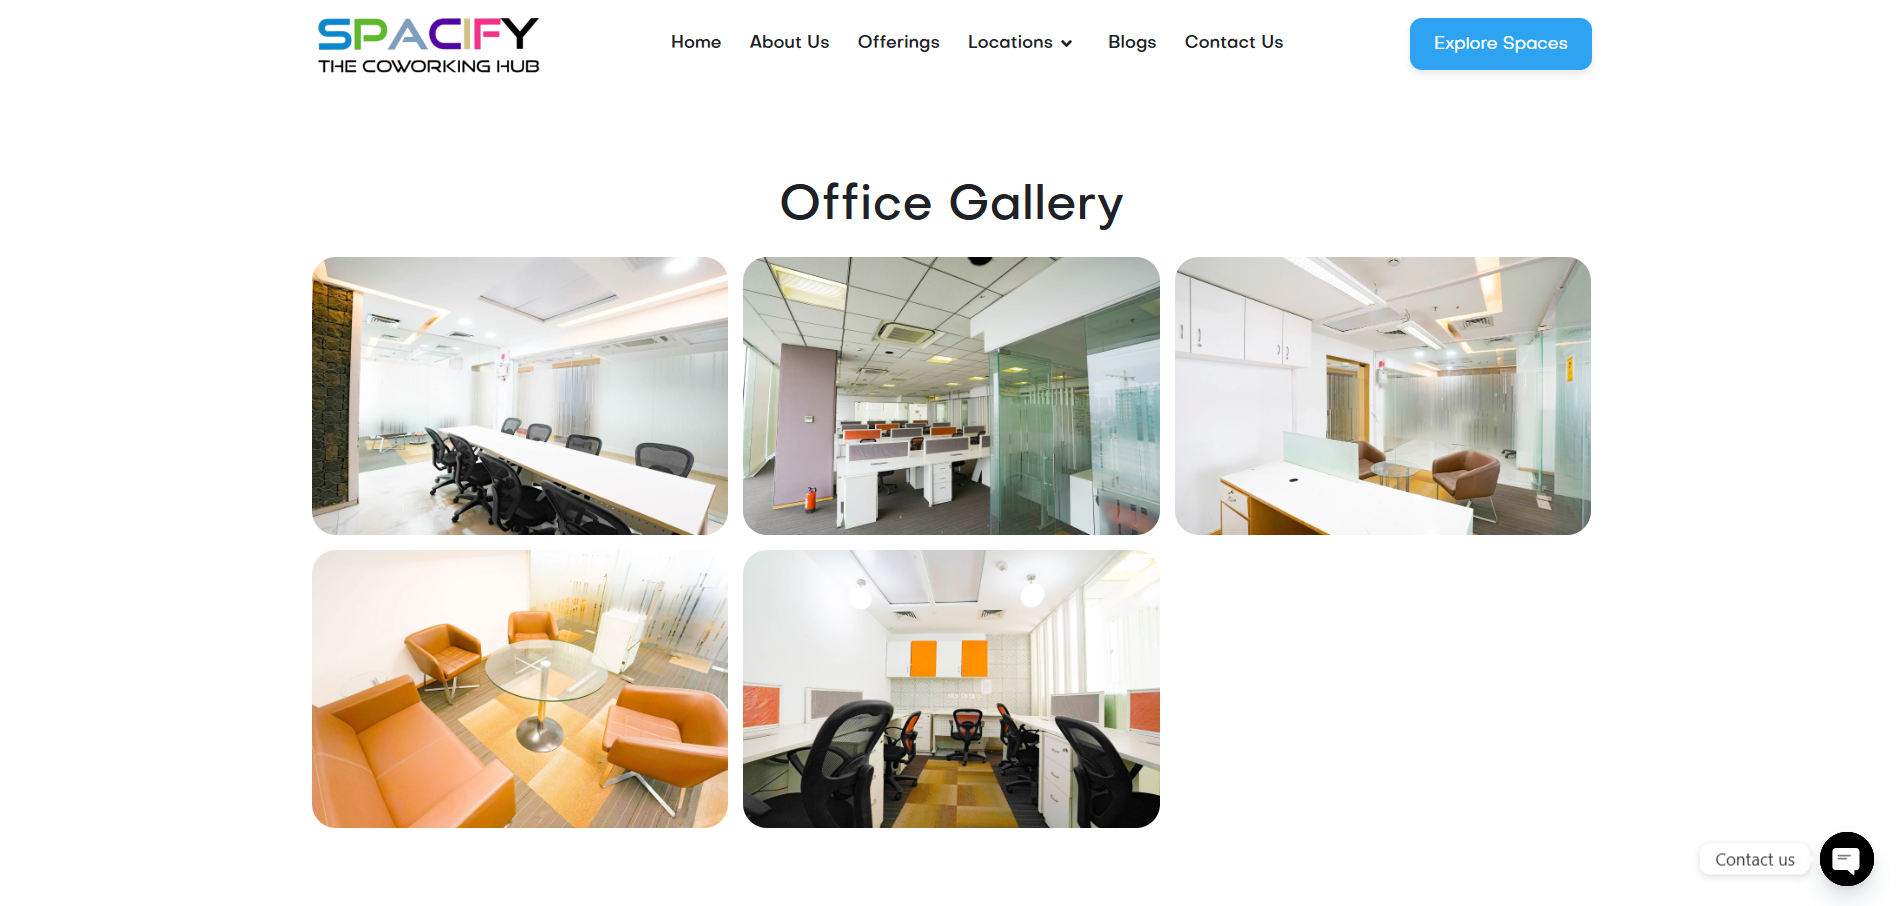 SPACIFY
THE COWORKING HUB
Home
About Us
Offerings
Locations
Blogs
Contact Us
Explore Spaces
Office Gallery
Contact us